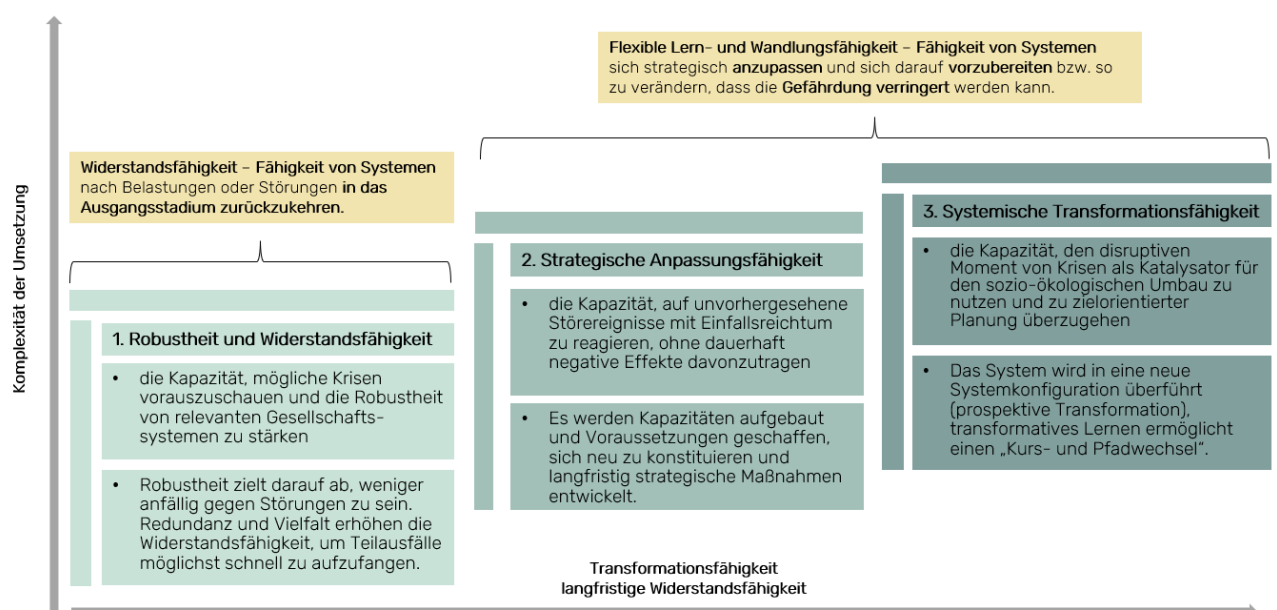 Flexible Lern- und Wandlungsfähigkeit – Fähigkeit von Systemen
sich strategisch anzupassen und sich darauf vorzubereiten bzw. so
zu verändern, dass die Gefährdung verringert werden kann.
Widerstandsfähigkeit – Fähigkeit von Systemen
nach Belastungen oder Störungen in das
Ausgangsstadium zurückzukehren.
Komplexität der Umsetzung
1. Robustheit und Widerstandsfähigkeit
• die Kapazität, mögliche Krisen
vorauszuschauen und die Robustheit
von relevanten Gesellschafts-
systemen zu stärken
• Robustheit zielt darauf ab, weniger
anfällig gegen Störungen zu sein.
Redundanz und Vielfalt erhöhen die
Widerstandsfähigkeit, um Teilausfälle
möglichst schnell zu aufzufangen.
2. Strategische Anpassungsfähigkeit
• die Kapazität, auf unvorhergesehene
Störereignisse mit Einfallsreichtum
zu reagieren, ohne dauerhaft
negative Effekte davonzutragen
• Es werden Kapazitäten aufgebaut
und Voraussetzungen geschaffen,
sich neu zu konstituieren und
langfristig strategische Maßnahmen
entwickelt.
3. Systemische Transformationsfähigkeit
• die Kapazität, den disruptiven
Moment von Krisen als Katalysator für
den sozio-ökologischen Umbau zu
nutzen und zu zielorientierter
Planung überzugehen
• Das System wird in eine neue
Systemkonfiguration überführt
(prospektive Transformation),
transformatives Lernen ermöglicht
einen „Kurs- und Pfadwechsel“.
Transformationsfähigkeit
langfristige Widerstandsfähigkeit